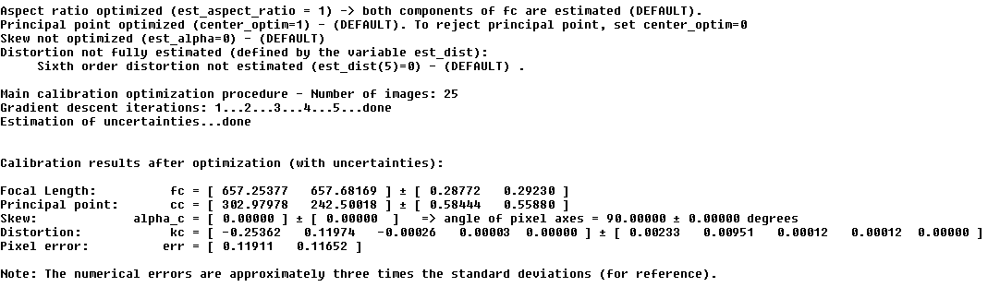 Aspect ratio optimized (est_aspect_ratio = 1) -> both components of fc are estimated (DEFAULT).
Principal point optimized (center_optim=1) - (DEFAULT). To reject principal point, set center_optim=0
Skew not optimized (est_alpha=0) - (DEFAULT)
Distortion not fully estimated (defined by the variable est_dist):
     Sixth order distortion not estimated (est_dist(5)=0) - (DEFAULT) .
Main calibration optimization procedure - Number of images: 25
Gradient descent iterations: 1...2...3...4...5...done
Estimation of uncertainties...done
Calibration results after optimization (with uncertainties):
Focal Length:          fc = [ 657.25377   657.68169 ] ± [ 0.28772   0.29230 ]
Principal point:       cc = [ 302.97978   242.50018 ] ± [ 0.58444   0.55880 ]
Skew:             alpha_c = [ 0.00000 ] ± [ 0.00000  ]   => angle of pixel axes = 90.00000 ± 0.00000 degrees
Distortion:            kc = [ -0.25362   0.11974   -0.00026   0.00003  0.00000 ] ± [ 0.00233   0.00951   0.00012   0.00012  0.00000 ]
Pixel error:          err = [ 0.11911   0.11652 ]
Note: The numerical errors are approximately three times the standard deviations (for reference).